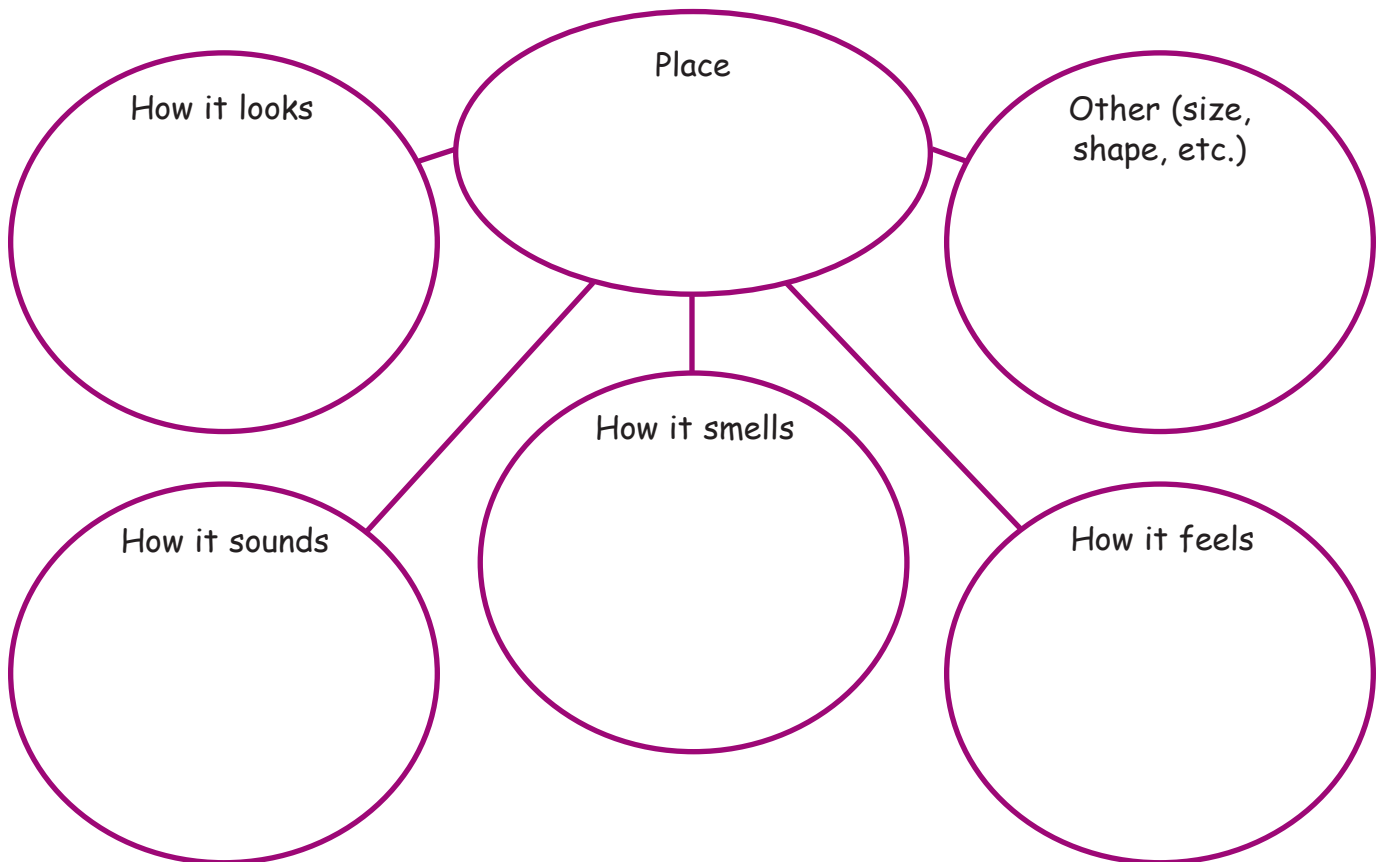 Place
How it looks
Other (size,
shape, etc.)
How it smells
How it sounds
How it feels